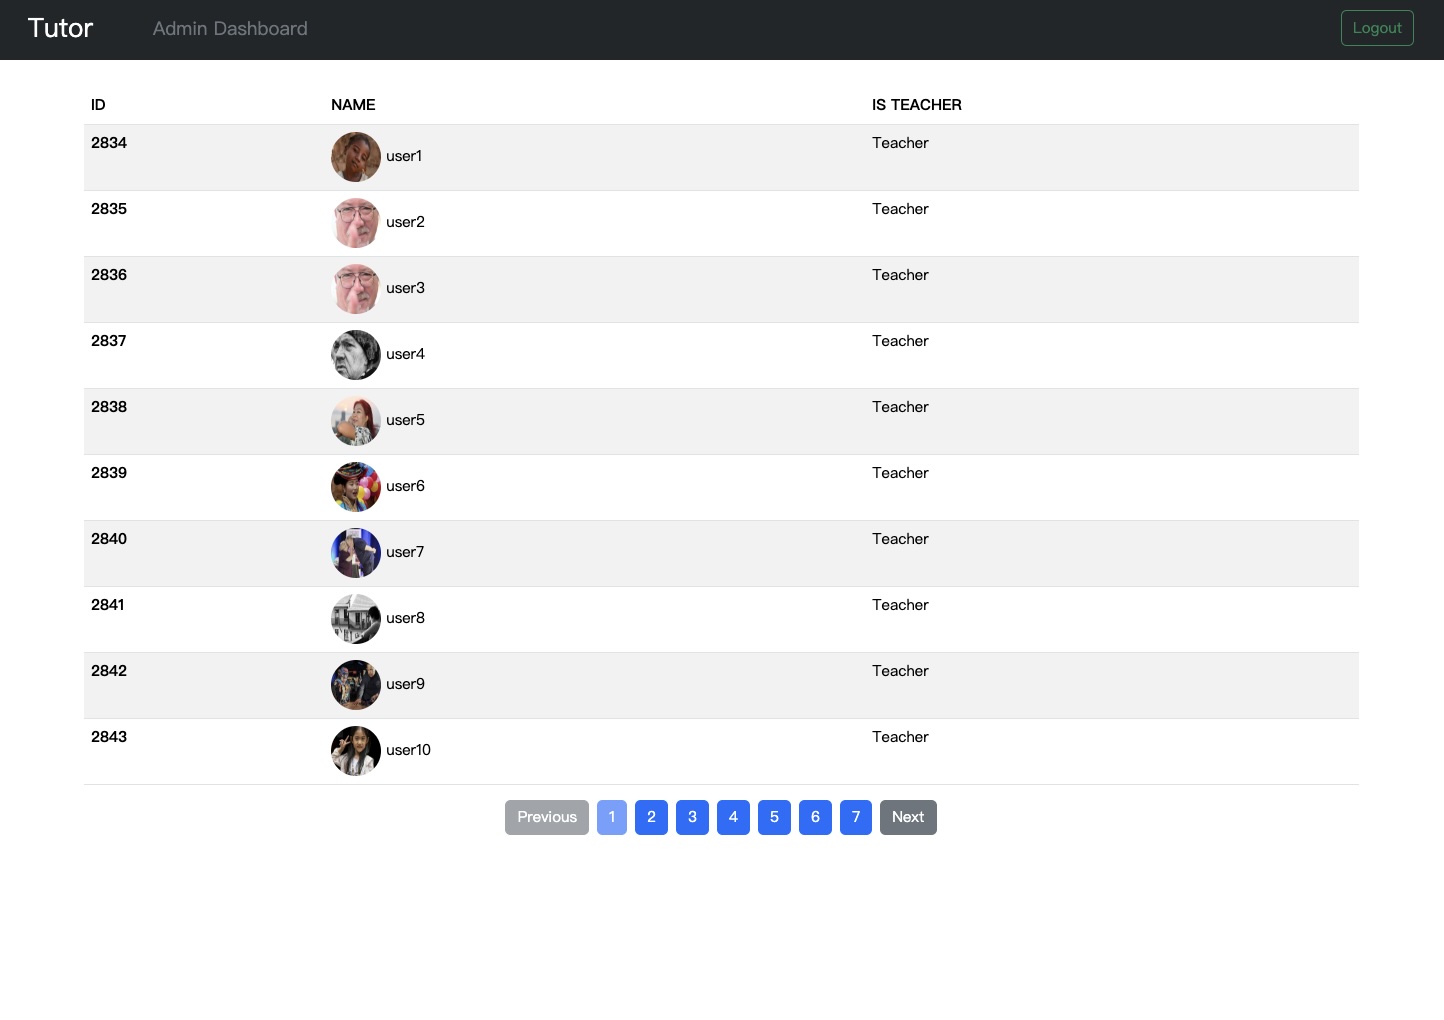 Tutor Admin Dashboard Logout
ID NAME IS TEACHER
2834 user1 Teacher
2835 user2 Teacher
2836 user3 Teacher
2837 user4 Teacher
2838 user5 Teacher
2839 user6 Teacher
2840 user7 Teacher
2841 user8 Teacher
2842 user9 Teacher
2843 user10 Teacher
Previous 1 2 3 4 5 6 7 Next